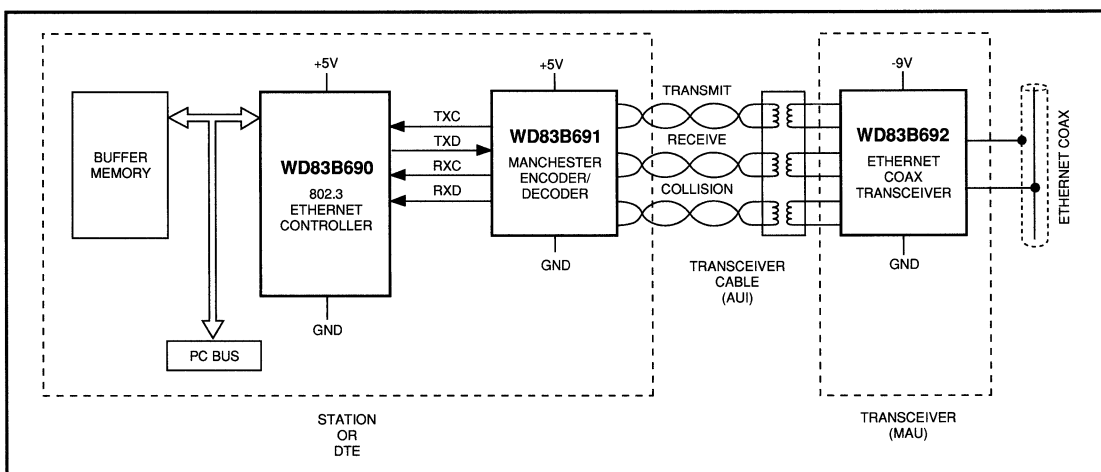 BUFFER
MEMORY
PC BUS
+5V
WD83B690
802.3
ETHERNET
CONTROLLER
GND
TXC
TXD
RXC
RXD
+5V
WD83B691
MANCHESTER
ENCODER/
DECODER
GND
TRANSMIT
RECEIVE
COLLISION
TRANSCEIVER
CABLE
(AUI)
-9V
WD83B692
ETHERNET
COAX
TRANSCEIVER
GND
ETHERNET COAX
STATION
OR
DTE
TRANSCEIVER
(MAU)